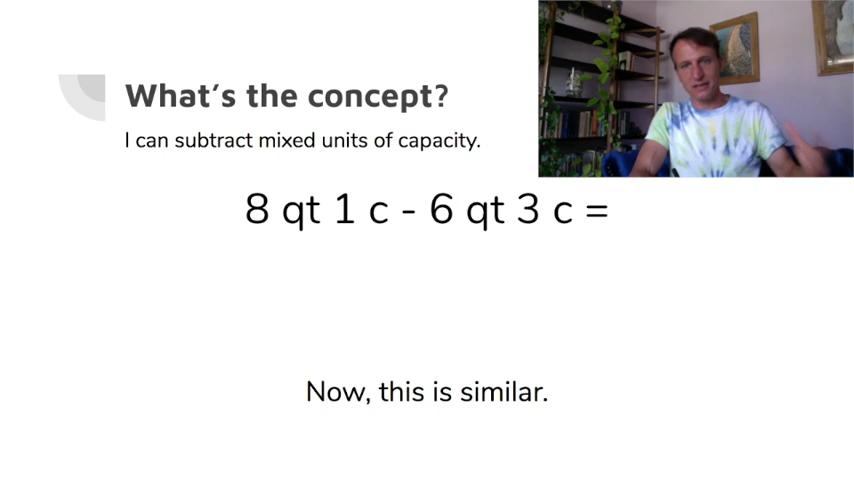 What's the concept?
I can subtract mixed units of capacity.
8 qt 1 c - 6 qt 3 c =
Now, this is similar.